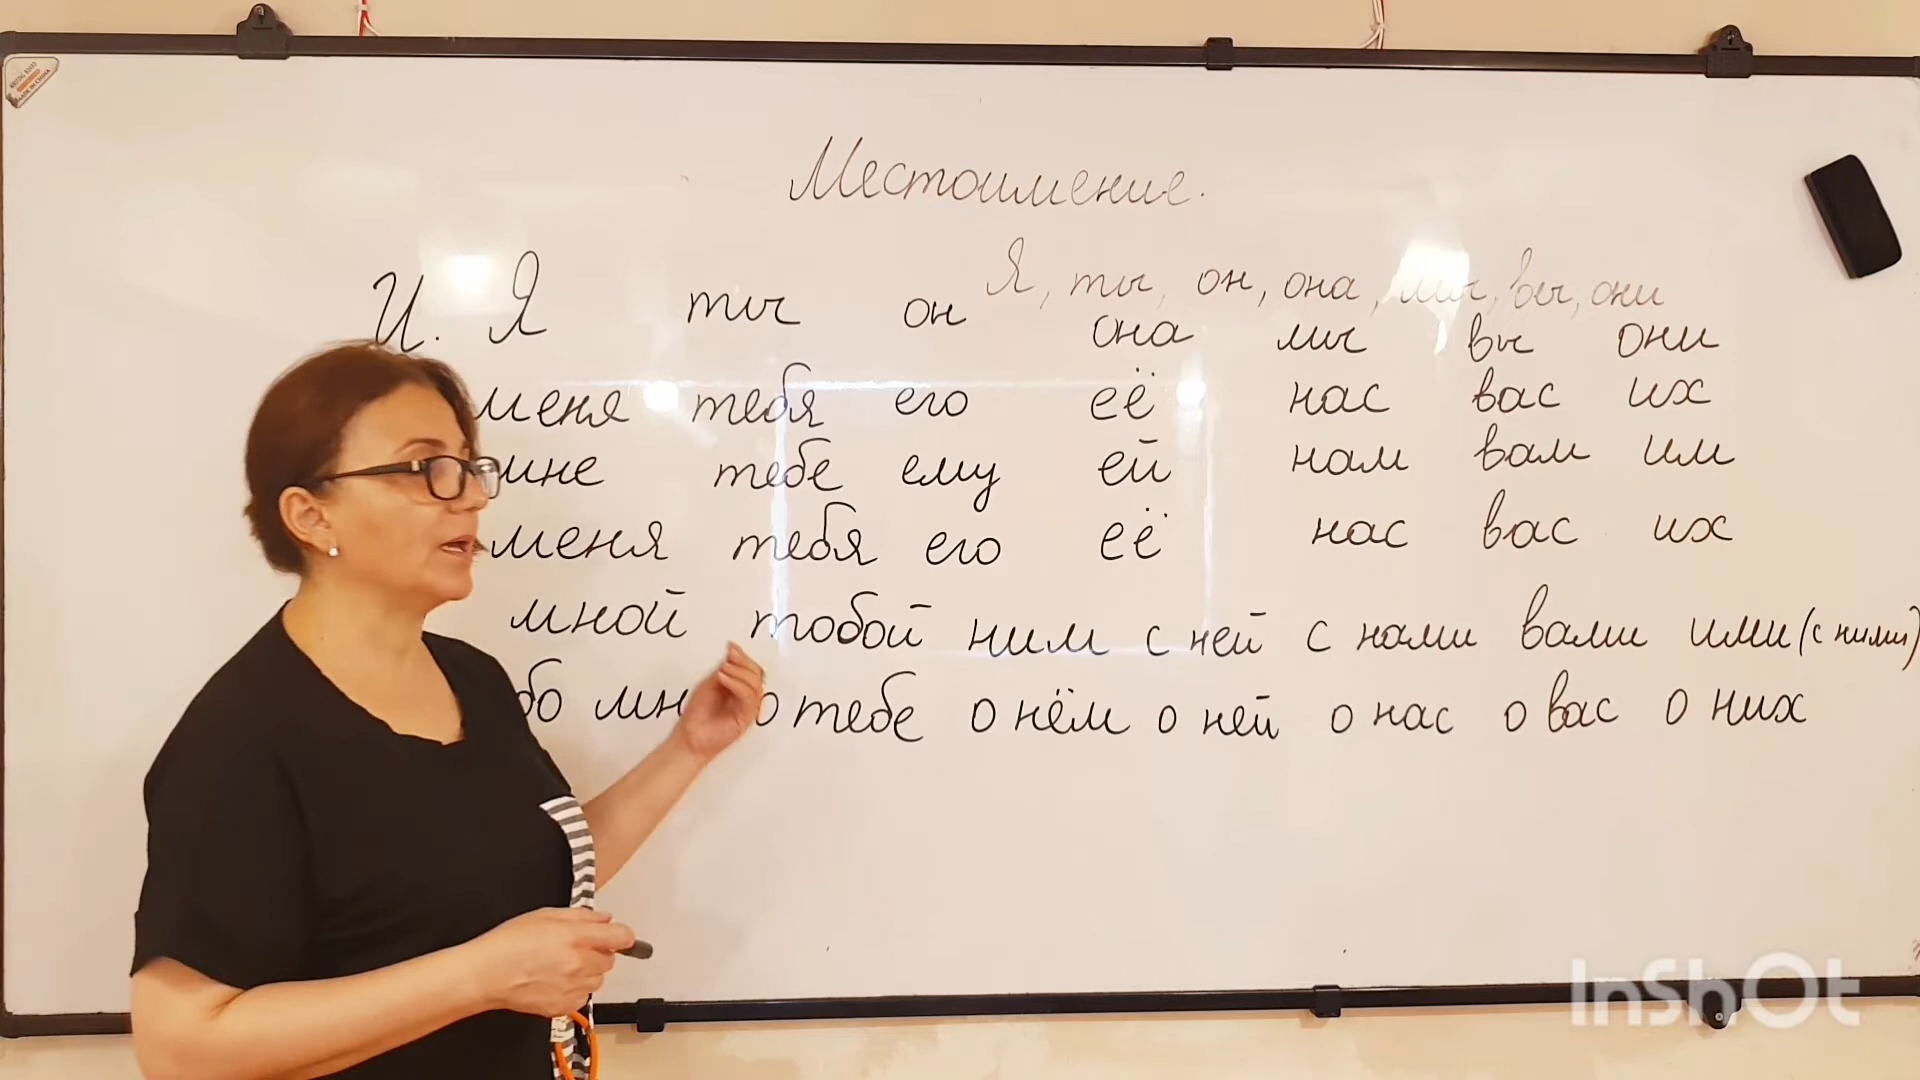 Местоимение.
Я, ты, он, она, мы, вы, они
И. Я ты он она мы вы они
меня тебя его её нас вас их
мне тебе ему ей нам вам им
меня тебя его её нас вас их
мной тобой ним с ней с нами вами ими (с ними)
о тебе о нём о ней о нас о вас о них
InShOt